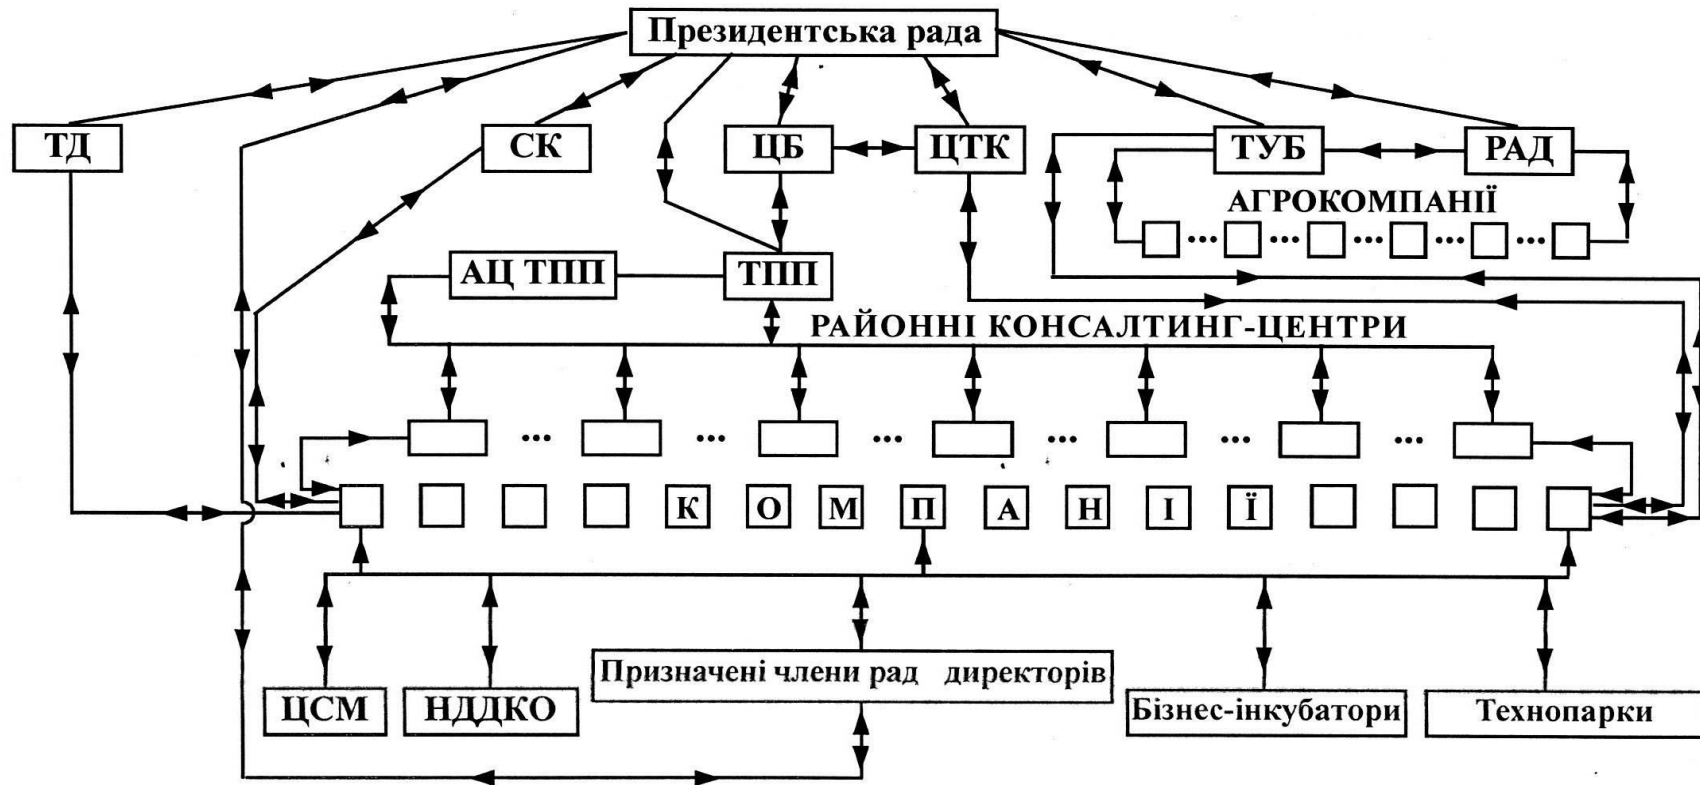 Президентська рада
ТД
СК
ЦБ
ЦТК
ТУБ
РАД
АГРОКОМПАНІЇ
... ... ... ... ...
АЦ ТПП
ТПП
РАЙОННІ КОНСАЛТИНГ-ЦЕНТРИ
... ... ... ... ... ...
К О М П А Н І Ї
ЦСМ
НДДКО
Призначені члени рад директорів
Бізнес-інкубатори
Технопарки